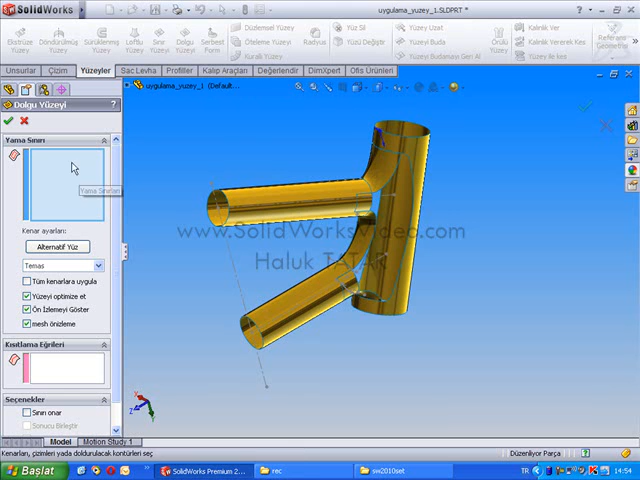 SolidWorks
uygulama_yuzey_1.SLDPRT *
Ekstrüze Yüzey
Döndürülmüş Yüzey
Süpürülmüş Yüzey
Loftlu Yüzey
Sınır Yüzey
Dolgu Yüzeyi
Serbest Form
Düzlemsel Yüzey
Öteleme Yüzeyi
Kurallı Yüzey
Radyus
Yüz Sil
Yüzü Değiştir
Yüzey Uzat
Yüzey Budama
Yüzey Budamayı Geri Al
Örülü Yüzey
Kalınlık Ver
Kalınlık Vererek Kes
Yüzey ile kes
Referans Geometrisi
Unsurlar
Çizim
Yüzeyler
Sac Levha
Profiller
Kalıp Araçları
Değerlendir
DimXpert
Ofis Ürünleri
uygulama_yuzey_1 (Default...
Dolgu Yüzeyi ?
Yama Sınırı
Yama Sınırları
Kenar ayarları:
Alternatif Yüz
Temas
Tüm kenarlara uygula
Yüzeyi optimize et
Ön İzlemeyi Göster
mesh önizleme
Kısıtlama Eğrileri
Seçenekler
Sınırı onar
Sonucu Birleştir
www.SolidWorksVideo.com
Haluk TATAR
X
Y
Z
Model
Motion Study 1
Kenarları, çizimleri yada doldurulacak kontürleri seç
Düzenliyor Parça
Başlat
SolidWorks Premium 2...
rec
sw2010set
TR
14:54